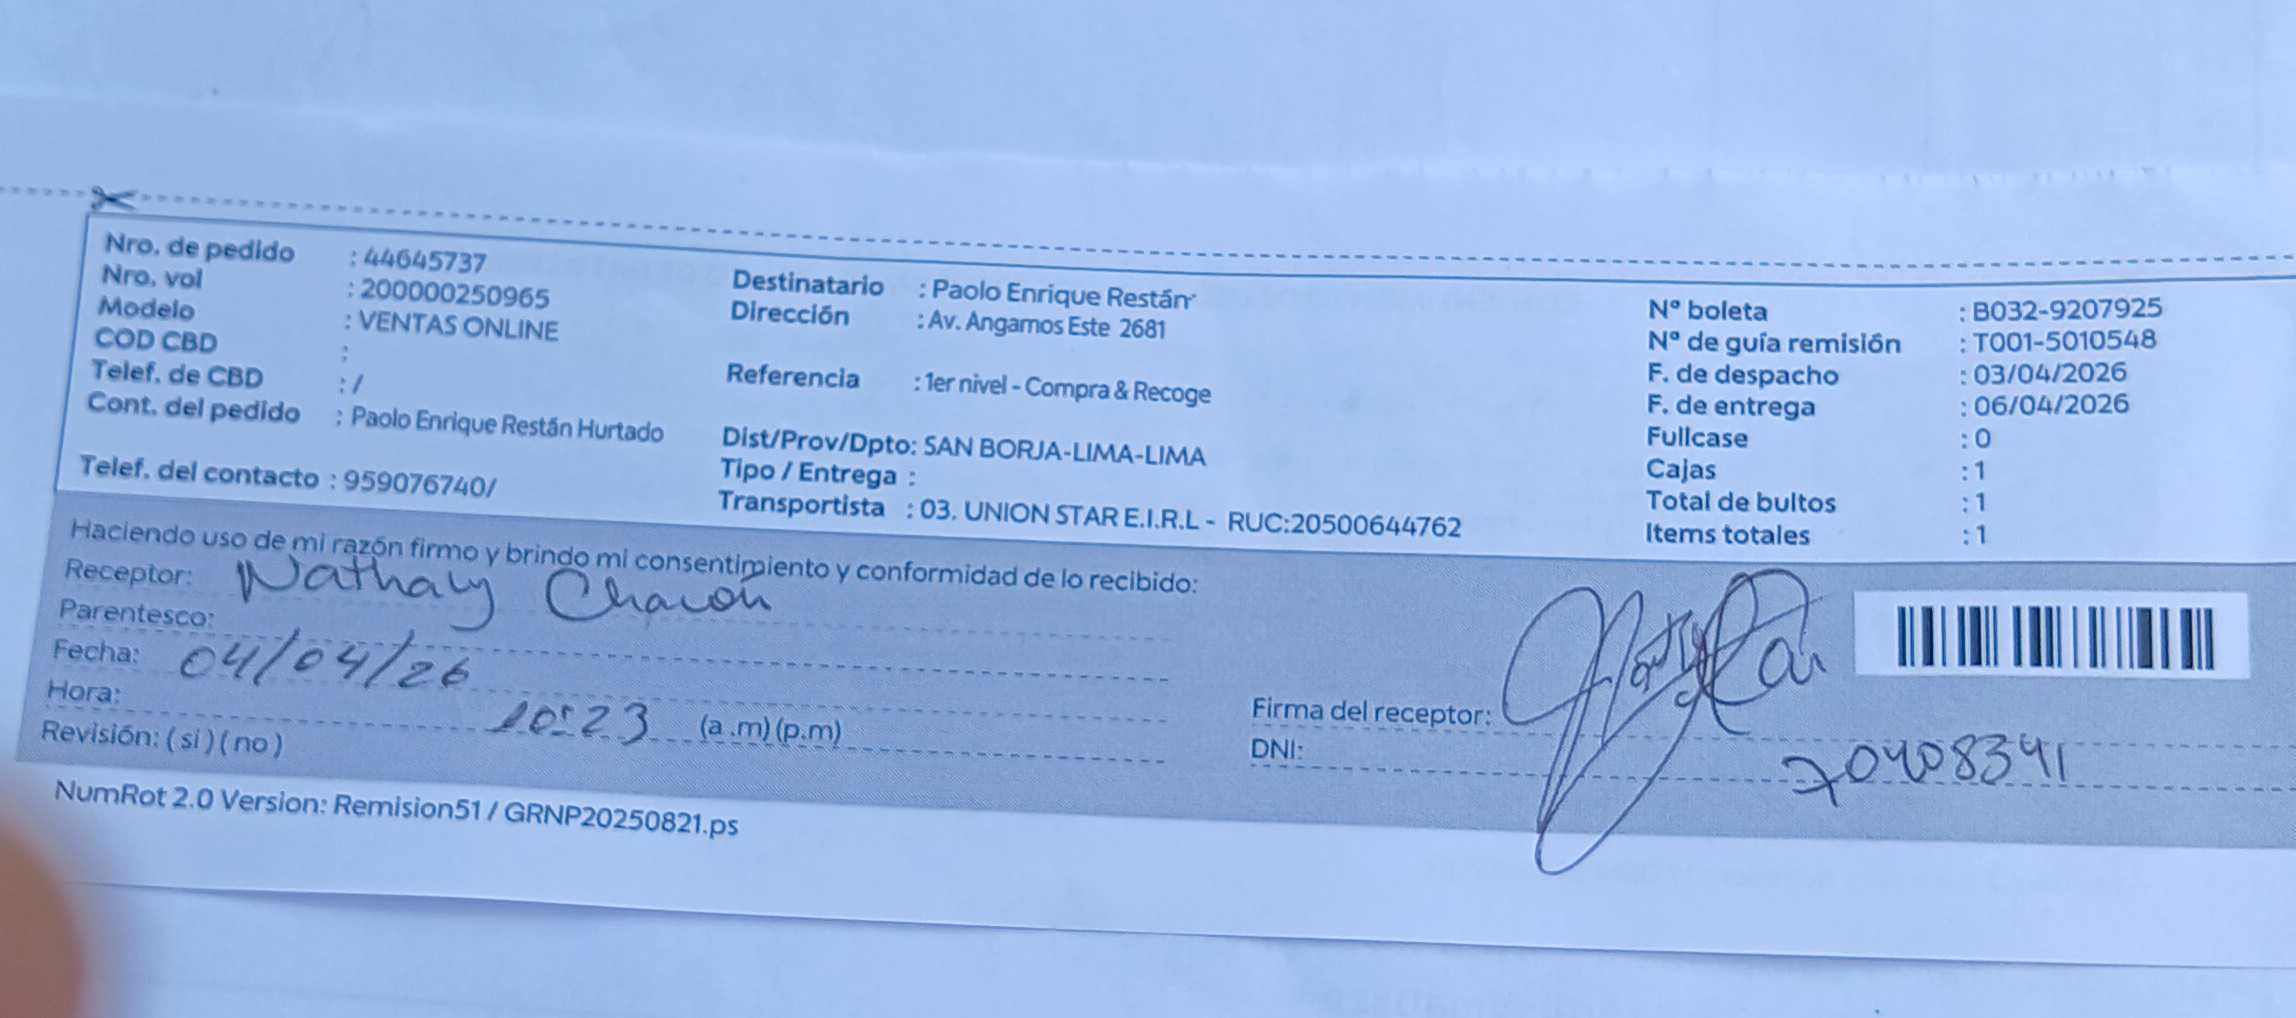 Nro. de pedido : 44645737
Nro. vol : 200000250965
Modelo : VENTAS ONLINE
COD CBD :
Telef. de CBD : /
Cont. del pedido : Paolo Enrique Restán Hurtado
Telef. del contacto : 959076740/
Destinatario : Paolo Enrique Restán
Dirección : Av. Angamos Este 2681
Referencia : 1er nivel - Compra & Recoge
Dist/Prov/Dpto: SAN BORJA-LIMA-LIMA
Tipo / Entrega :
Transportista : 03. UNION STAR E.I.R.L - RUC:20500644762
Nº boleta : B032-9207925
Nº de guía remisión : T001-5010548
F. de despacho : 03/04/2026
F. de entrega : 06/04/2026
Fullcase : 0
Cajas : 1
Total de bultos : 1
Items totales : 1
Haciendo uso de mi razón firmo y brindo mi consentimiento y conformidad de lo recibido:
Receptor: Nathaly Chacón
Parentesco:
Fecha: 04/04/26
Hora: 10:23 (a .m) (p.m)
Revisión: ( si ) ( no )
Firma del receptor:
DNI: 70408341
NumRot 2.0 Version: Remision51 / GRNP20250821.ps